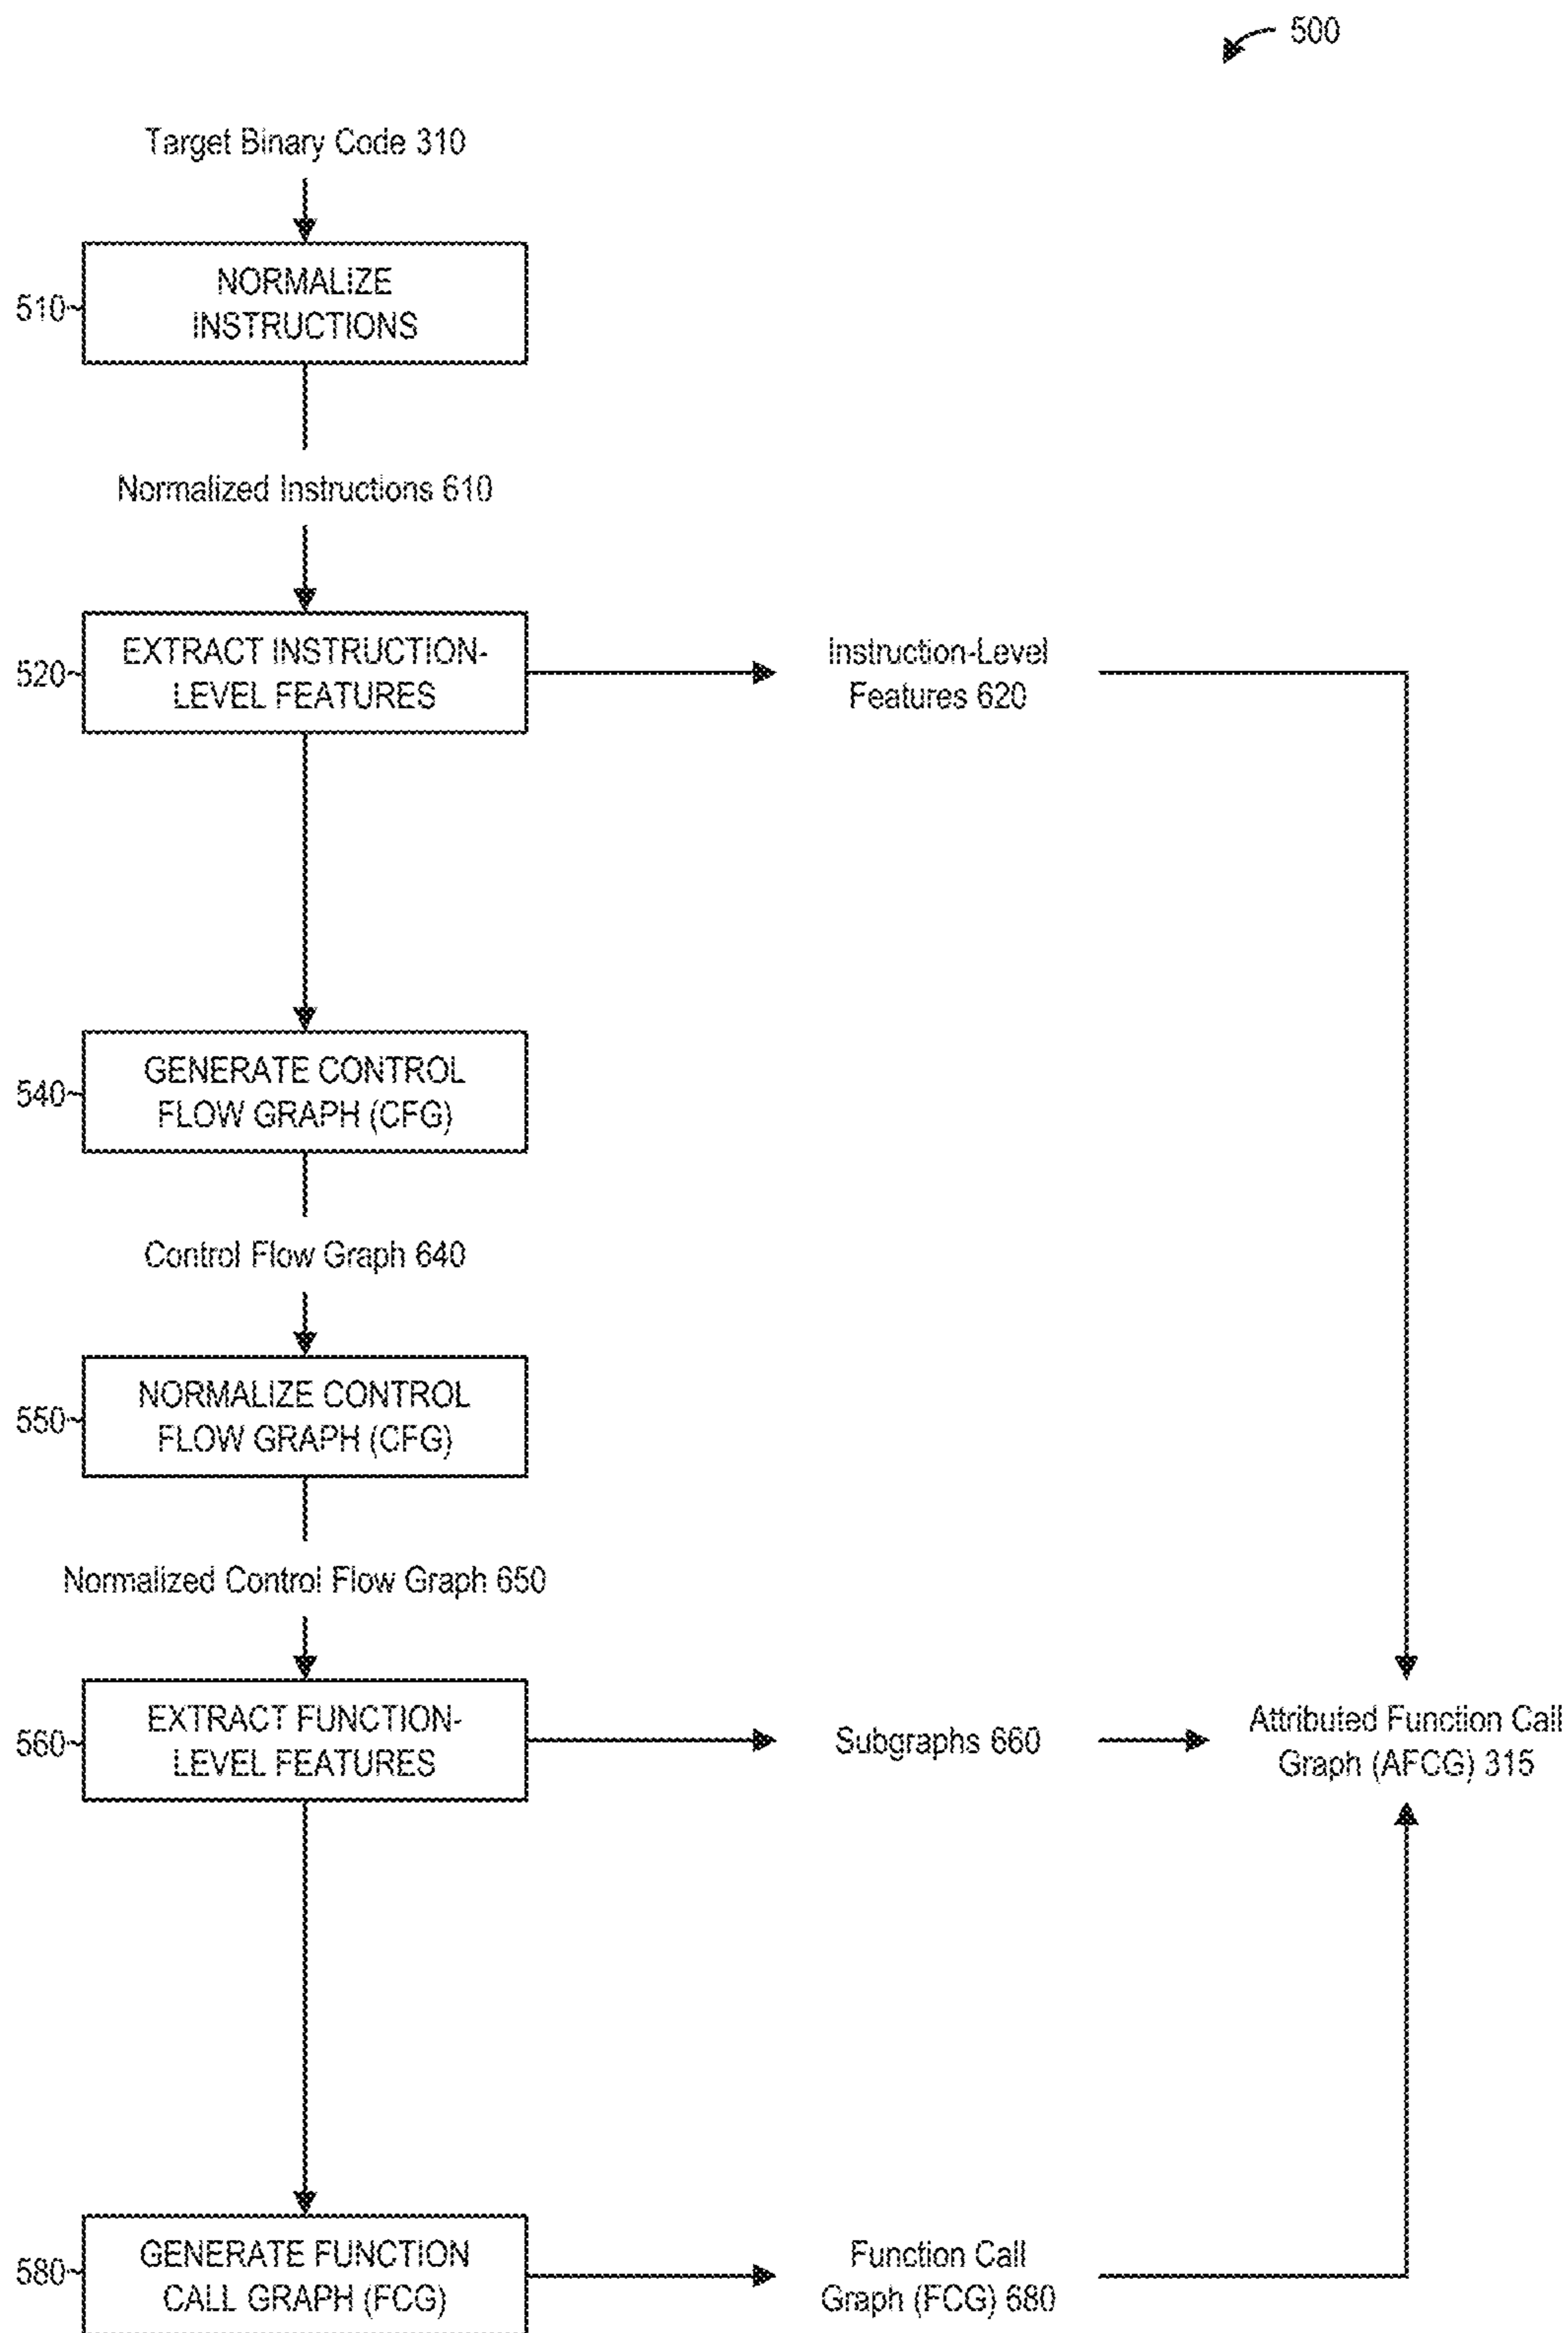 500
Target Binary Code 310
510
NORMALIZE
INSTRUCTIONS
Normalized Instructions 610
520
EXTRACT INSTRUCTION-
LEVEL FEATURES
Instruction-Level
Features 620
540
GENERATE CONTROL
FLOW GRAPH (CFG)
Control Flow Graph 640
550
NORMALIZE CONTROL
FLOW GRAPH (CFG)
Normalized Control Flow Graph 650
560
EXTRACT FUNCTION-
LEVEL FEATURES
Subgraphs 660
Attributed Function Call
Graph (AFCG) 315
580
GENERATE FUNCTION
CALL GRAPH (FCG)
Function Call
Graph (FCG) 680